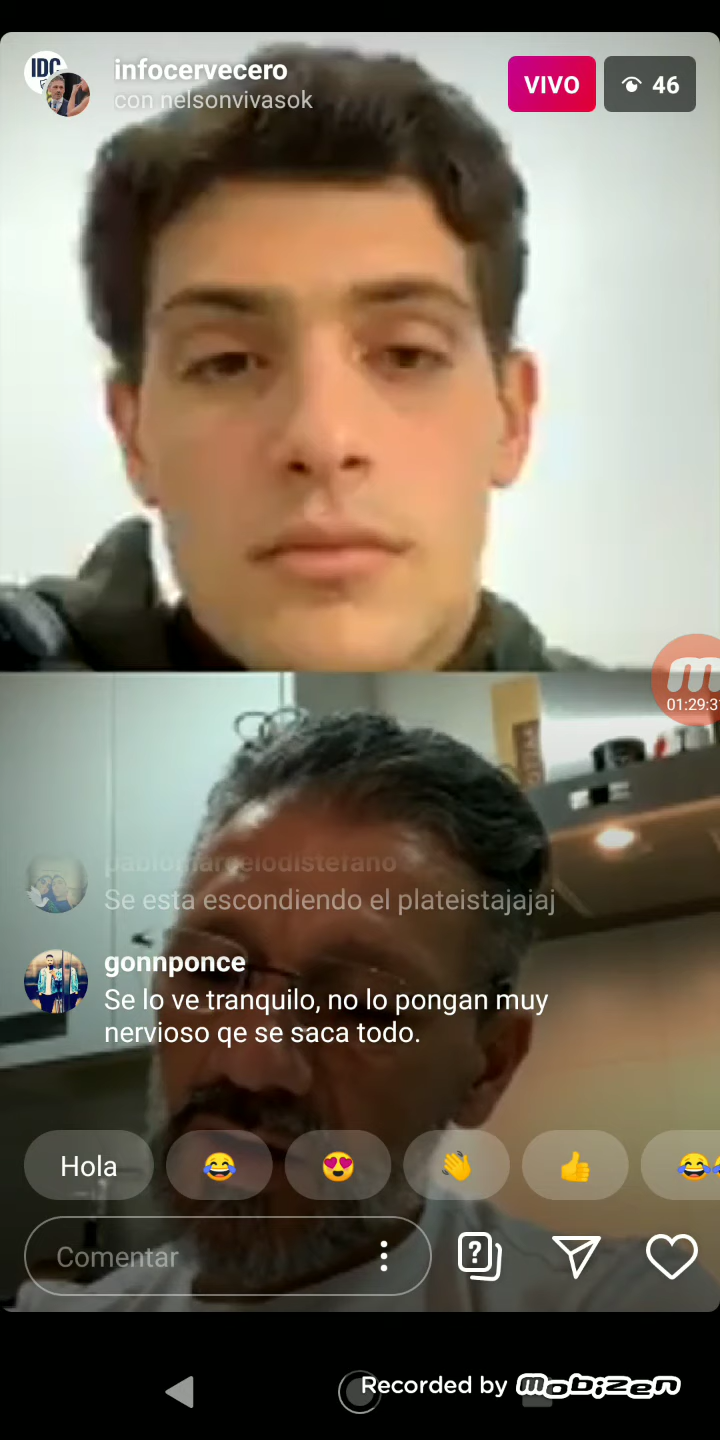 IDC
infocervecero
con nelsonvivasok
VIVO
46
01:29:3
pablomarcelodistefano
Se esta escondiendo el plateistajajaj
gonnponce
Se lo ve tranquilo, no lo pongan muy
nervioso qe se saca todo.
Hola
Comentar
Recorded by mobizen